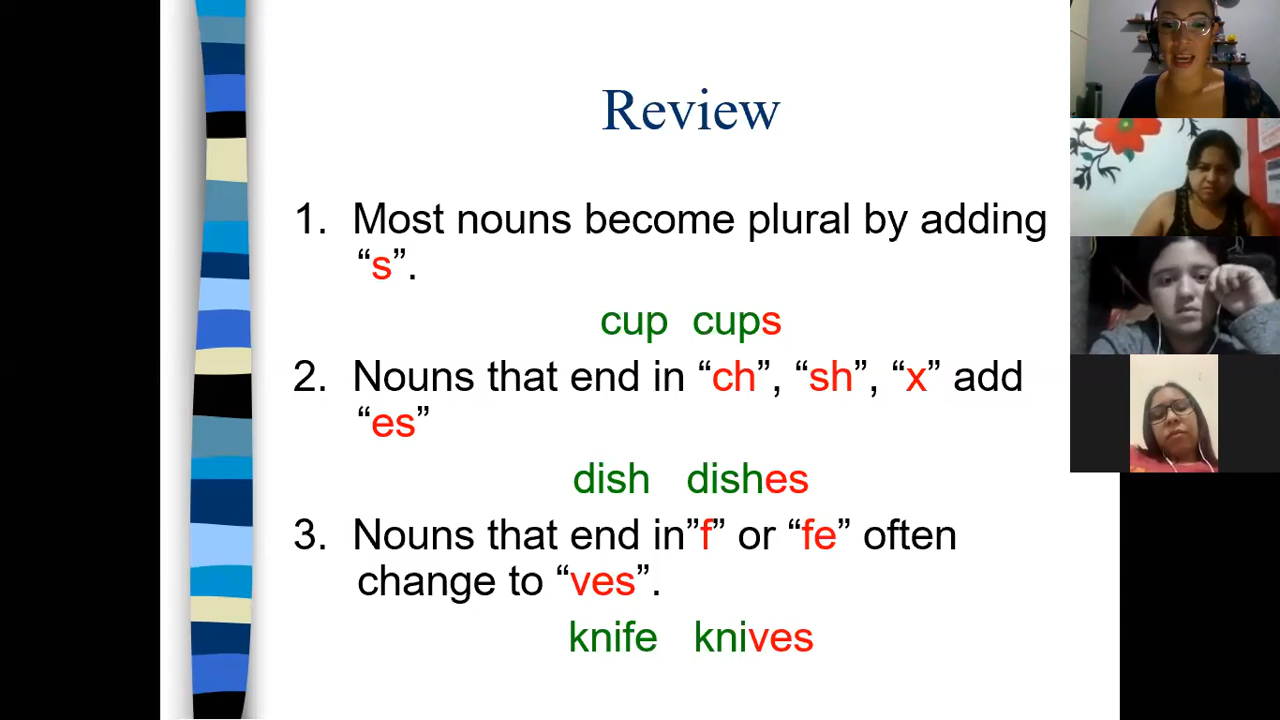 Review
1. Most nouns become plural by adding
“s”.
cup cups
2. Nouns that end in “ch”, “sh”, “x” add
“es”
dish dishes
3. Nouns that end in”f” or “fe” often
change to “ves”.
knife knives